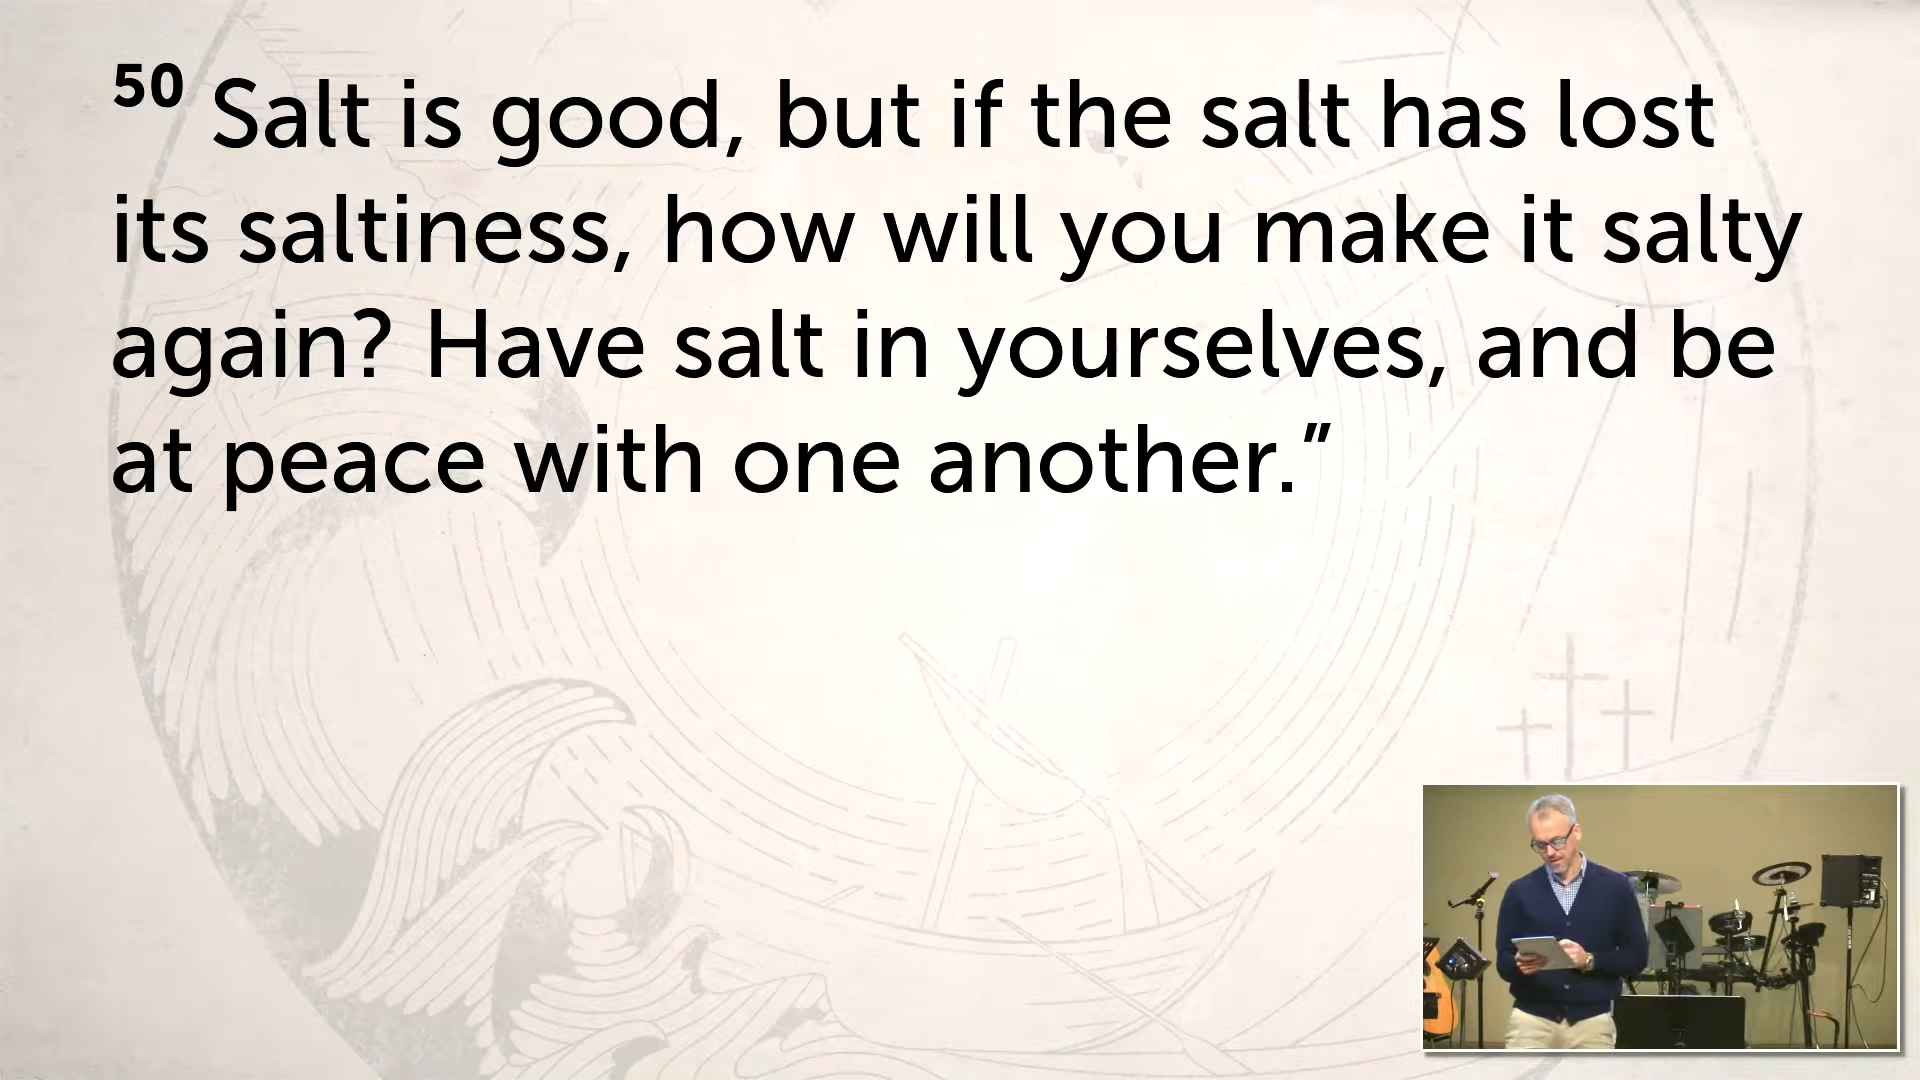 50 Salt is good, but if the salt has lost
its saltiness, how will you make it salty
again? Have salt in yourselves, and be
at peace with one another.”